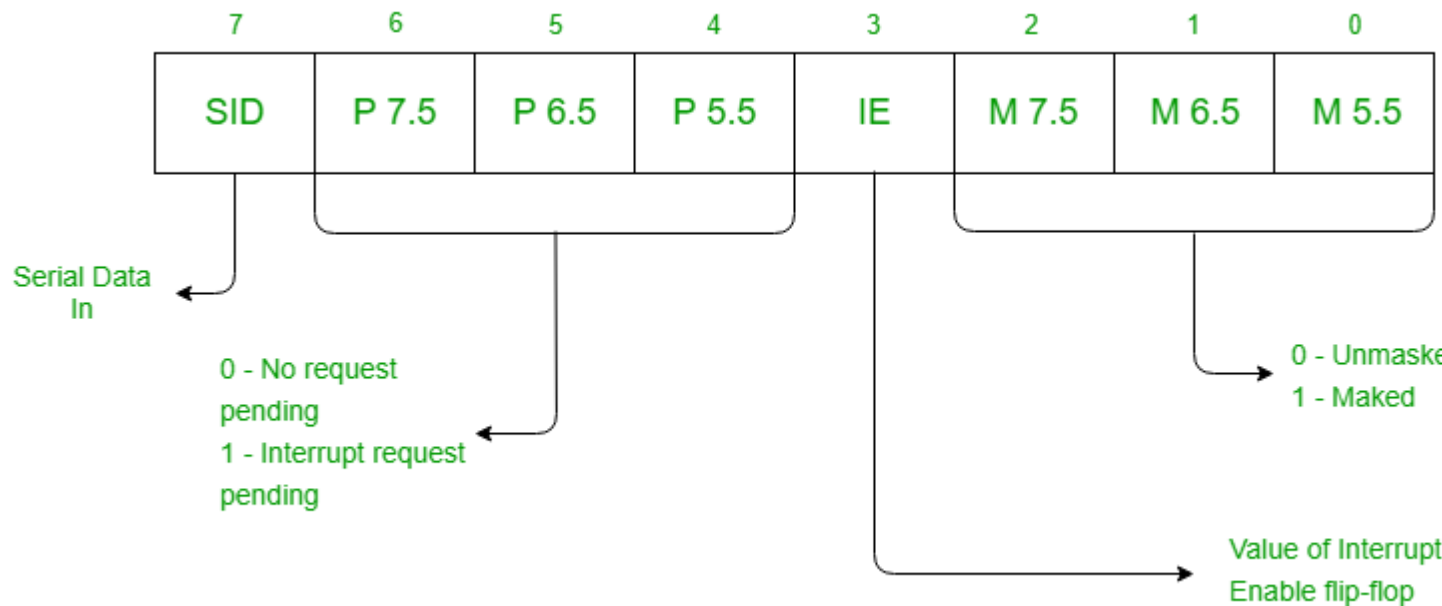 7 6 5 4 3 2 1 0
SID P 7.5 P 6.5 P 5.5 IE M 7.5 M 6.5 M 5.5
Serial Data
In
0 - No request
pending
1 - Interrupt request
pending
0 - Unmaske
1 - Maked
Value of Interrupt
Enable flip-flop